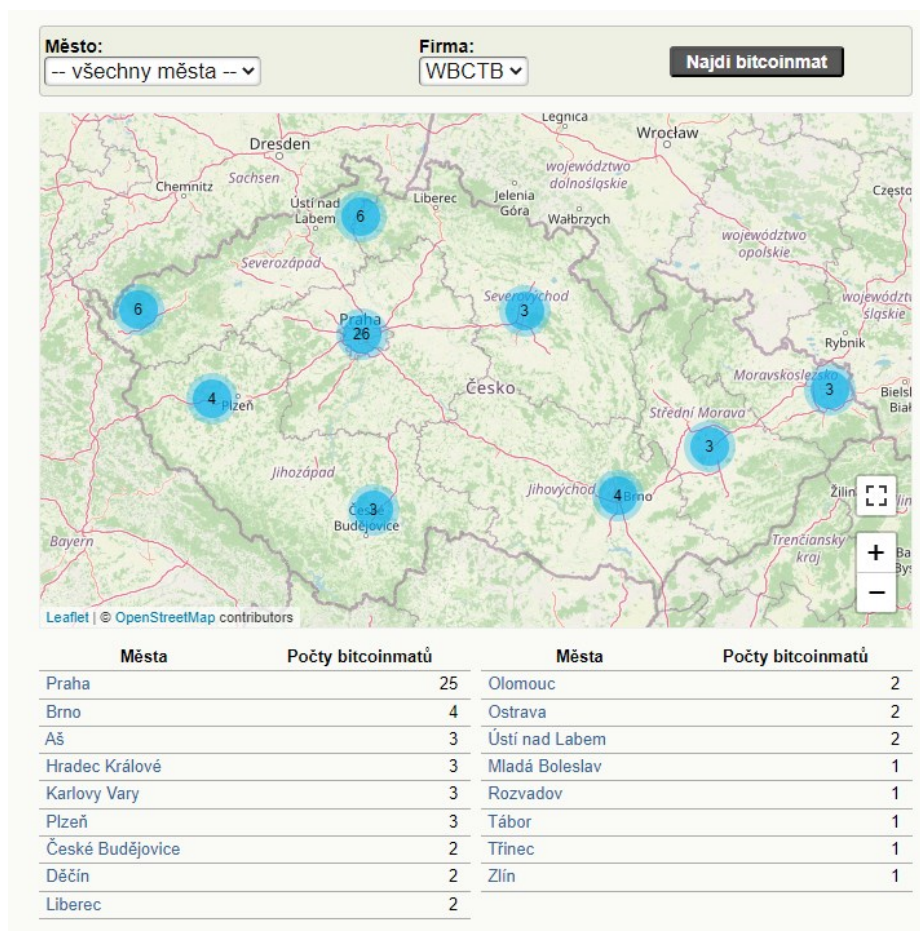 Město: Firma:
-- všechny města -- WBCTB Najdi bitcoinmat
Legnica
Wrocław
Dresden
województwo
dolnośląskie
Chemnitz Sachsen
Ústí nad
Labem
6
Liberec
Jelenia
Góra
Wałbrzych
Często
województwo
opolskie
Severozápad
6
Praha
26
Severovýchod
3
województwo
śląskie
Rybnik
4 Plzeň
Česko
Moravskoslezsko
3
Bielsk
Biał
Střední Morava
3
Jihozápad
České
3
Budějovice
Jihovýchod
4 Brno
Žilin
Bayern
Trenčiansky
kraj
+
−
Leaflet | © OpenStreetMap contributors
Města Počty bitcoinmatů Města Počty bitcoinmatů
Praha 25 Olomouc 2
Brno 4 Ostrava 2
Aš 3 Ústí nad Labem 2
Hradec Králové 3 Mladá Boleslav 1
Karlovy Vary 3 Rozvadov 1
Plzeň 3 Tábor 1
České Budějovice 2 Třinec 1
Děčín 2 Zlín 1
Liberec 2